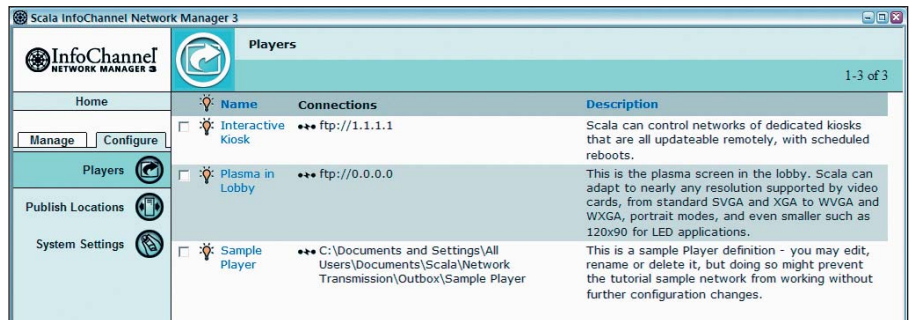 Scala InfoChannel Network Manager 3
InfoChannel
NETWORK MANAGER 3
Players
1-3 of 3
Home
Manage
Configure
Players
Publish Locations
System Settings
Name
Connections
Description
Interactive
Kiosk
ftp://1.1.1.1
Scala can control networks of dedicated kiosks
that are all updateable remotely, with scheduled
reboots.
Plasma in
Lobby
ftp://0.0.0.0
This is the plasma screen in the lobby. Scala can
adapt to nearly any resolution supported by video
cards, from standard SVGA and XGA to WVGA and
WXGA, portrait modes, and even smaller such as
120x90 for LED applications.
Sample
Player
C:\Documents and Settings\All
Users\Documents\Scala\Network
Transmission\Outbox\Sample Player
This is a sample Player definition - you may edit,
rename or delete it, but doing so might prevent
the tutorial sample network from working without
further configuration changes.